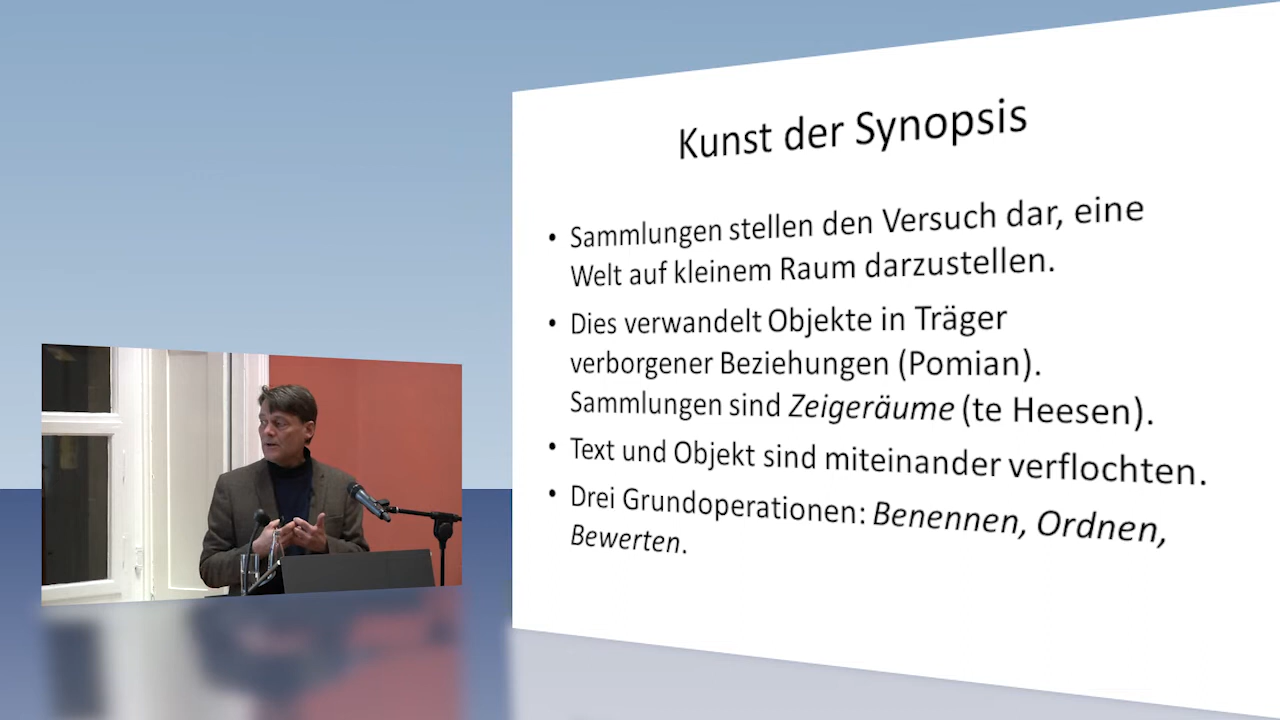 Kunst der Synopsis
• Sammlungen stellen den Versuch dar, eine
Welt auf kleinem Raum darzustellen.
• Dies verwandelt Objekte in Träger
verborgener Beziehungen (Pomian).
Sammlungen sind Zeigeräume (te Heesen).
• Text und Objekt sind miteinander verflochten.
• Drei Grundoperationen: Benennen, Ordnen,
Bewerten.